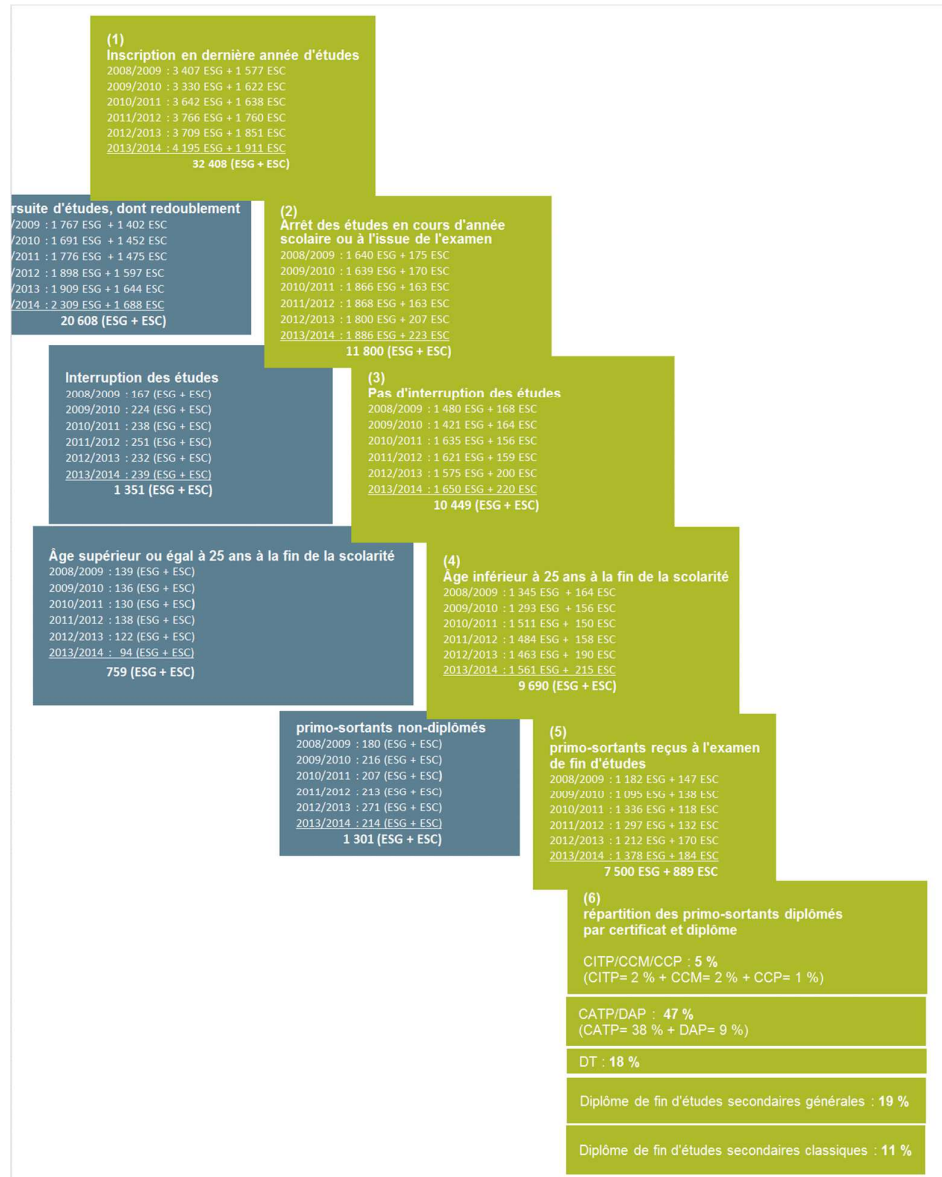 (1)
Inscription en dernière année d'études
2008/2009 : 3 407 ESG + 1 577 ESC
2009/2010 : 3 330 ESG + 1 622 ESC
2010/2011 : 3 642 ESG + 1 638 ESC
2011/2012 : 3 766 ESG + 1 760 ESC
2012/2013 : 3 709 ESG + 1 851 ESC
2013/2014 : 4 195 ESG + 1 911 ESC
32 408 (ESG + ESC)
rsuite d'études, dont redoublement
/2009 : 1 767 ESG + 1 402 ESC
/2010 : 1 691 ESG + 1 452 ESC
/2011 : 1 776 ESG + 1 475 ESC
/2012 : 1 898 ESG + 1 597 ESC
/2013 : 1 909 ESG + 1 644 ESC
/2014 : 2 309 ESG + 1 688 ESC
20 608 (ESG + ESC)
(2)
Arrêt des études en cours d'année
scolaire ou à l'issue de l'examen
2008/2009 : 1 640 ESG + 175 ESC
2009/2010 : 1 639 ESG + 170 ESC
2010/2011 : 1 866 ESG + 163 ESC
2011/2012 : 1 868 ESG + 163 ESC
2012/2013 : 1 800 ESG + 207 ESC
2013/2014 : 1 886 ESG + 223 ESC
11 800 (ESG + ESC)
Interruption des études
2008/2009 : 167 (ESG + ESC)
2009/2010 : 224 (ESG + ESC)
2010/2011 : 238 (ESG + ESC)
2011/2012 : 251 (ESG + ESC)
2012/2013 : 232 (ESG + ESC)
2013/2014 : 239 (ESG + ESC)
1 351 (ESG + ESC)
(3)
Pas d'interruption des études
2008/2009 : 1 480 ESG + 168 ESC
2009/2010 : 1 421 ESG + 164 ESC
2010/2011 : 1 635 ESG + 156 ESC
2011/2012 : 1 621 ESG + 159 ESC
2012/2013 : 1 575 ESG + 200 ESC
2013/2014 : 1 650 ESG + 220 ESC
10 449 (ESG + ESC)
Âge supérieur ou égal à 25 ans à la fin de la scolarité
2008/2009 : 139 (ESG + ESC)
2009/2010 : 136 (ESG + ESC)
2010/2011 : 130 (ESG + ESC)
2011/2012 : 138 (ESG + ESC)
2012/2013 : 122 (ESG + ESC)
2013/2014 : 94 (ESG + ESC)
759 (ESG + ESC)
(4)
Âge inférieur à 25 ans à la fin de la scolarité
2008/2009 : 1 345 ESG + 164 ESC
2009/2010 : 1 293 ESG + 156 ESC
2010/2011 : 1 511 ESG + 150 ESC
2011/2012 : 1 484 ESG + 158 ESC
2012/2013 : 1 463 ESG + 190 ESC
2013/2014 : 1 561 ESG + 215 ESC
9 690 (ESG + ESC)
primo-sortants non-diplômés
2008/2009 : 180 (ESG + ESC)
2009/2010 : 216 (ESG + ESC)
2010/2011 : 207 (ESG + ESC)
2011/2012 : 213 (ESG + ESC)
2012/2013 : 271 (ESG + ESC)
2013/2014 : 214 (ESG + ESC)
1 301 (ESG + ESC)
(5)
primo-sortants reçus à l'examen
de fin d'études
2008/2009 : 1 182 ESG + 147 ESC
2009/2010 : 1 095 ESG + 138 ESC
2010/2011 : 1 336 ESG + 118 ESC
2011/2012 : 1 297 ESG + 132 ESC
2012/2013 : 1 212 ESG + 170 ESC
2013/2014 : 1 378 ESG + 184 ESC
7 500 ESG + 889 ESC
(6)
répartition des primo-sortants diplômés
par certificat et diplôme
CITP/CCM/CCP : 5 %
(CITP= 2 % + CCM= 2 % + CCP= 1 %)
CATP/DAP : 47 %
(CATP= 38 % + DAP= 9 %)
DT : 18 %
Diplôme de fin d'études secondaires générales : 19 %
Diplôme de fin d'études secondaires classiques : 11 %